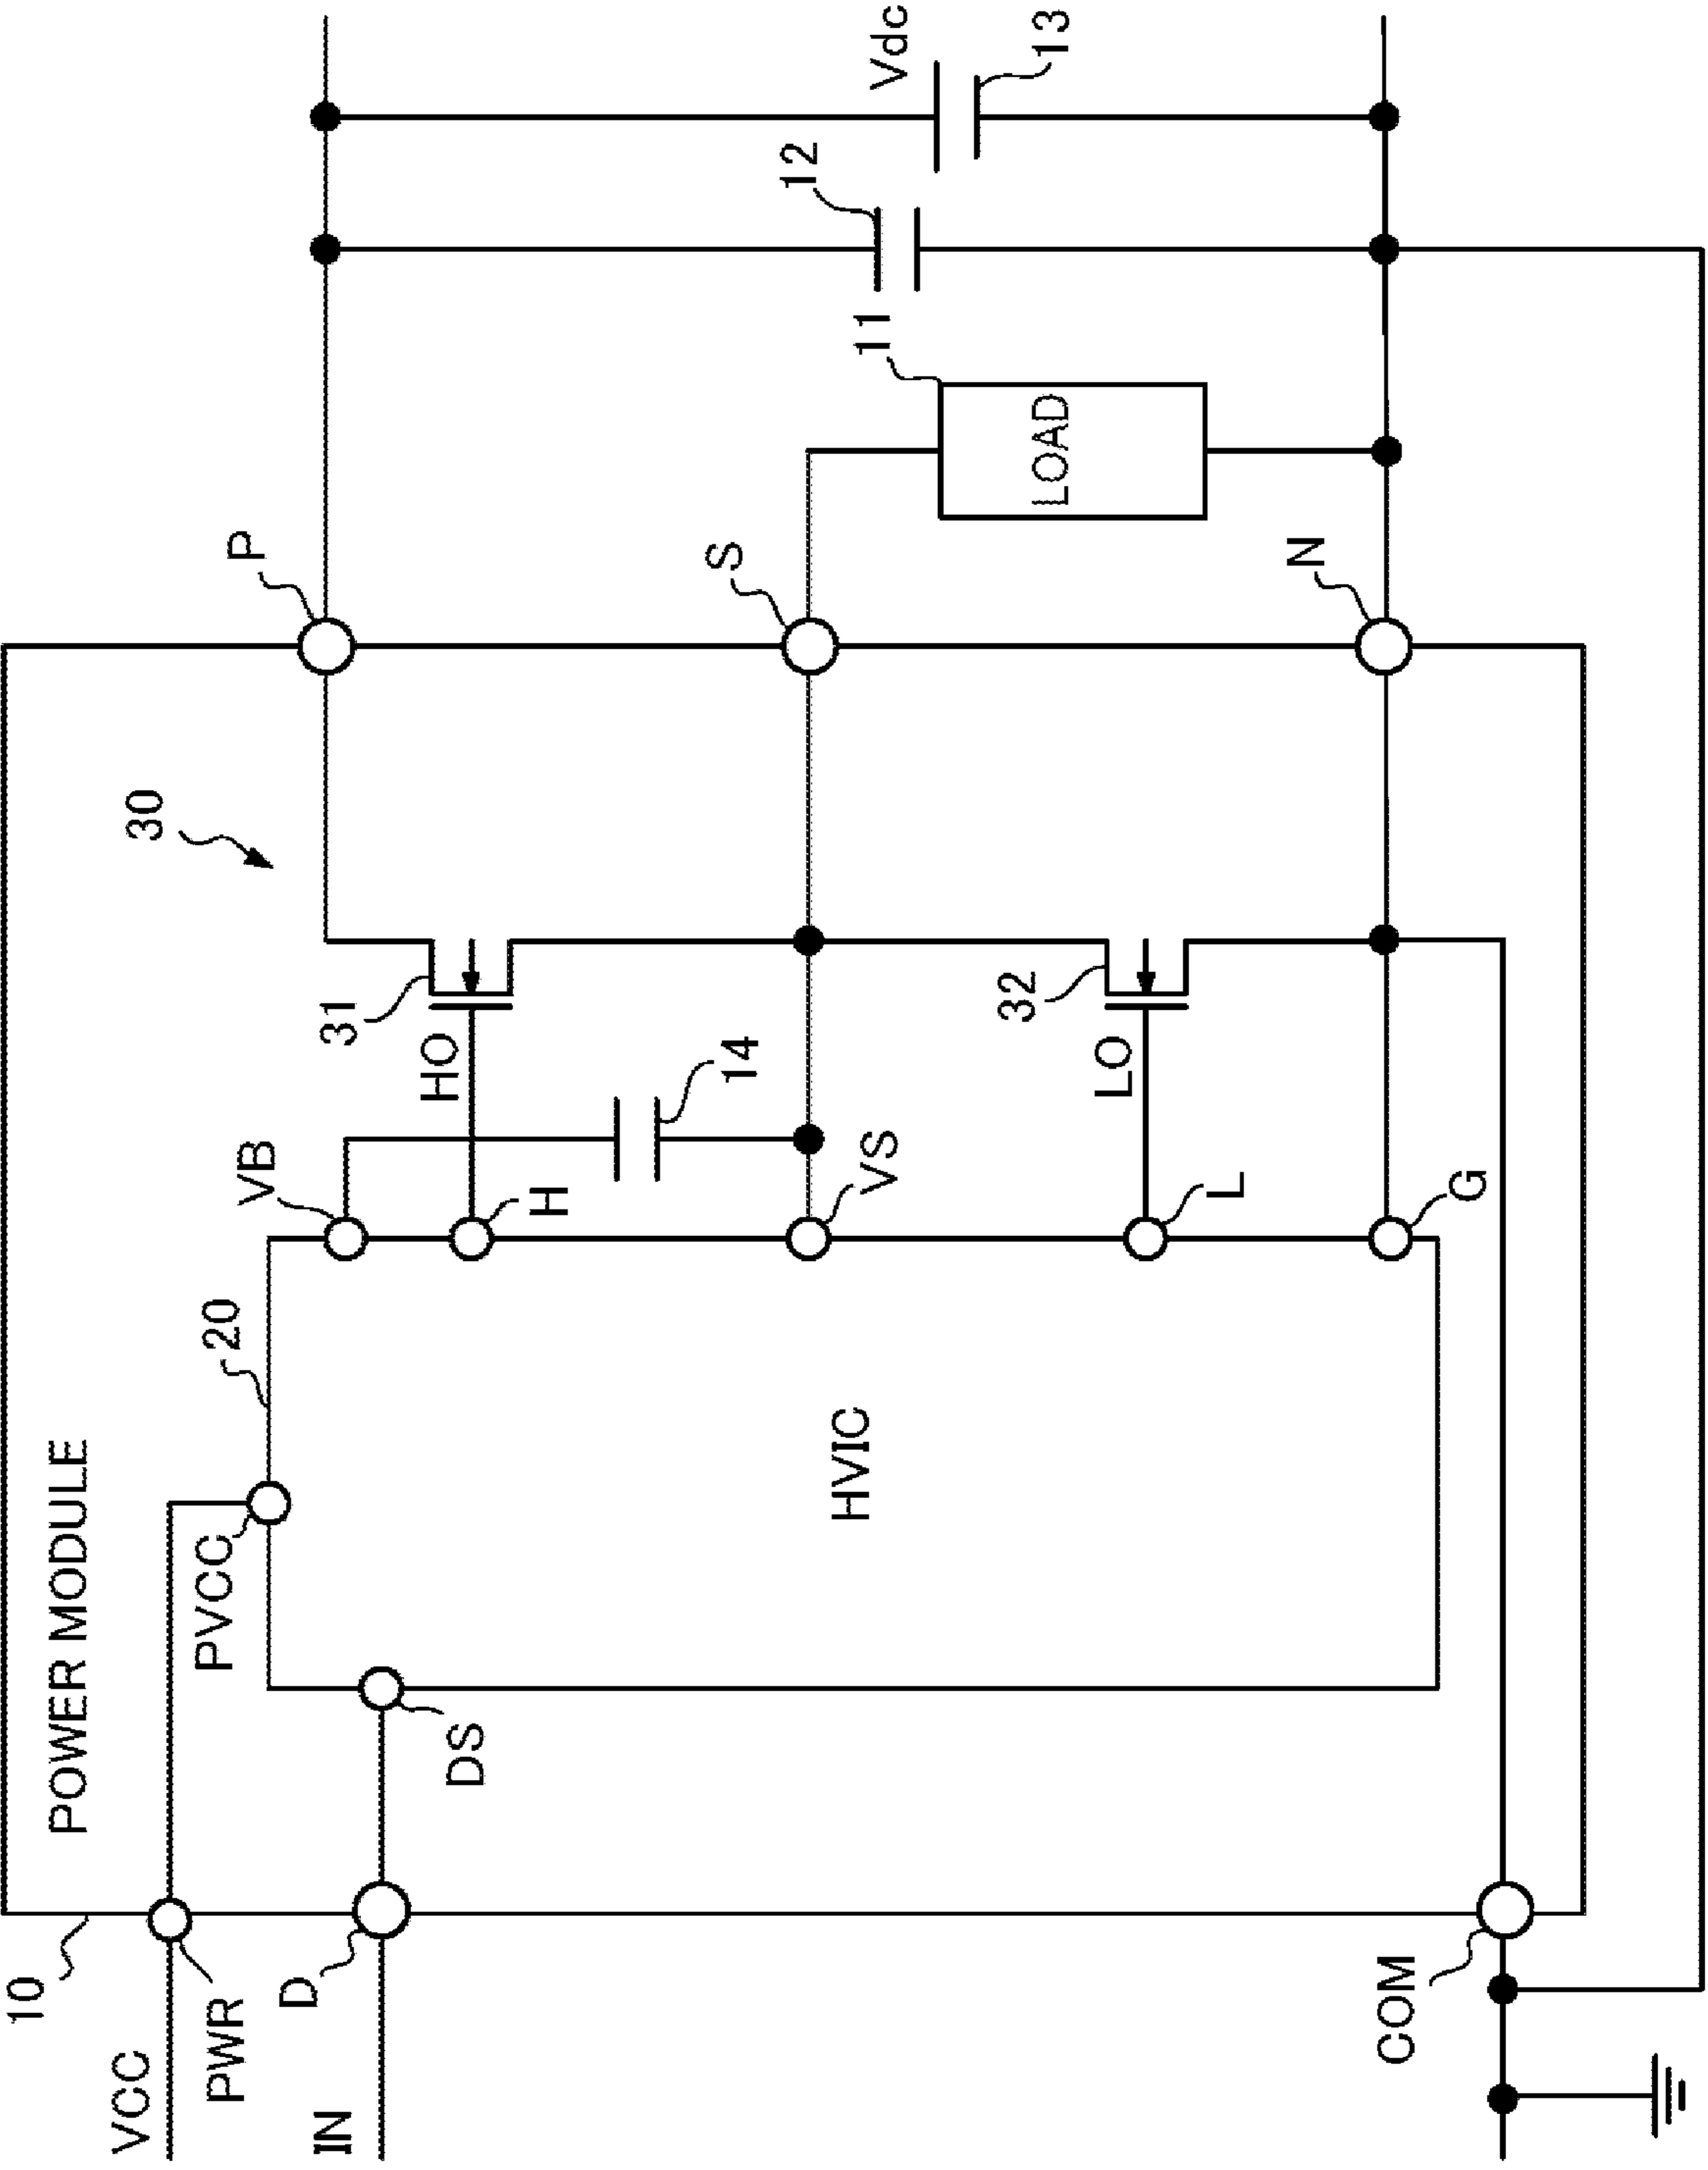 POWER MODULE
10
VCC
PWR
IN
D
DS
PVCC
20
HVIC
VB
H
HO
VS
14
L
LO
G
31
32
30
P
S
N
COM
11
LOAD
12
13
Vdc